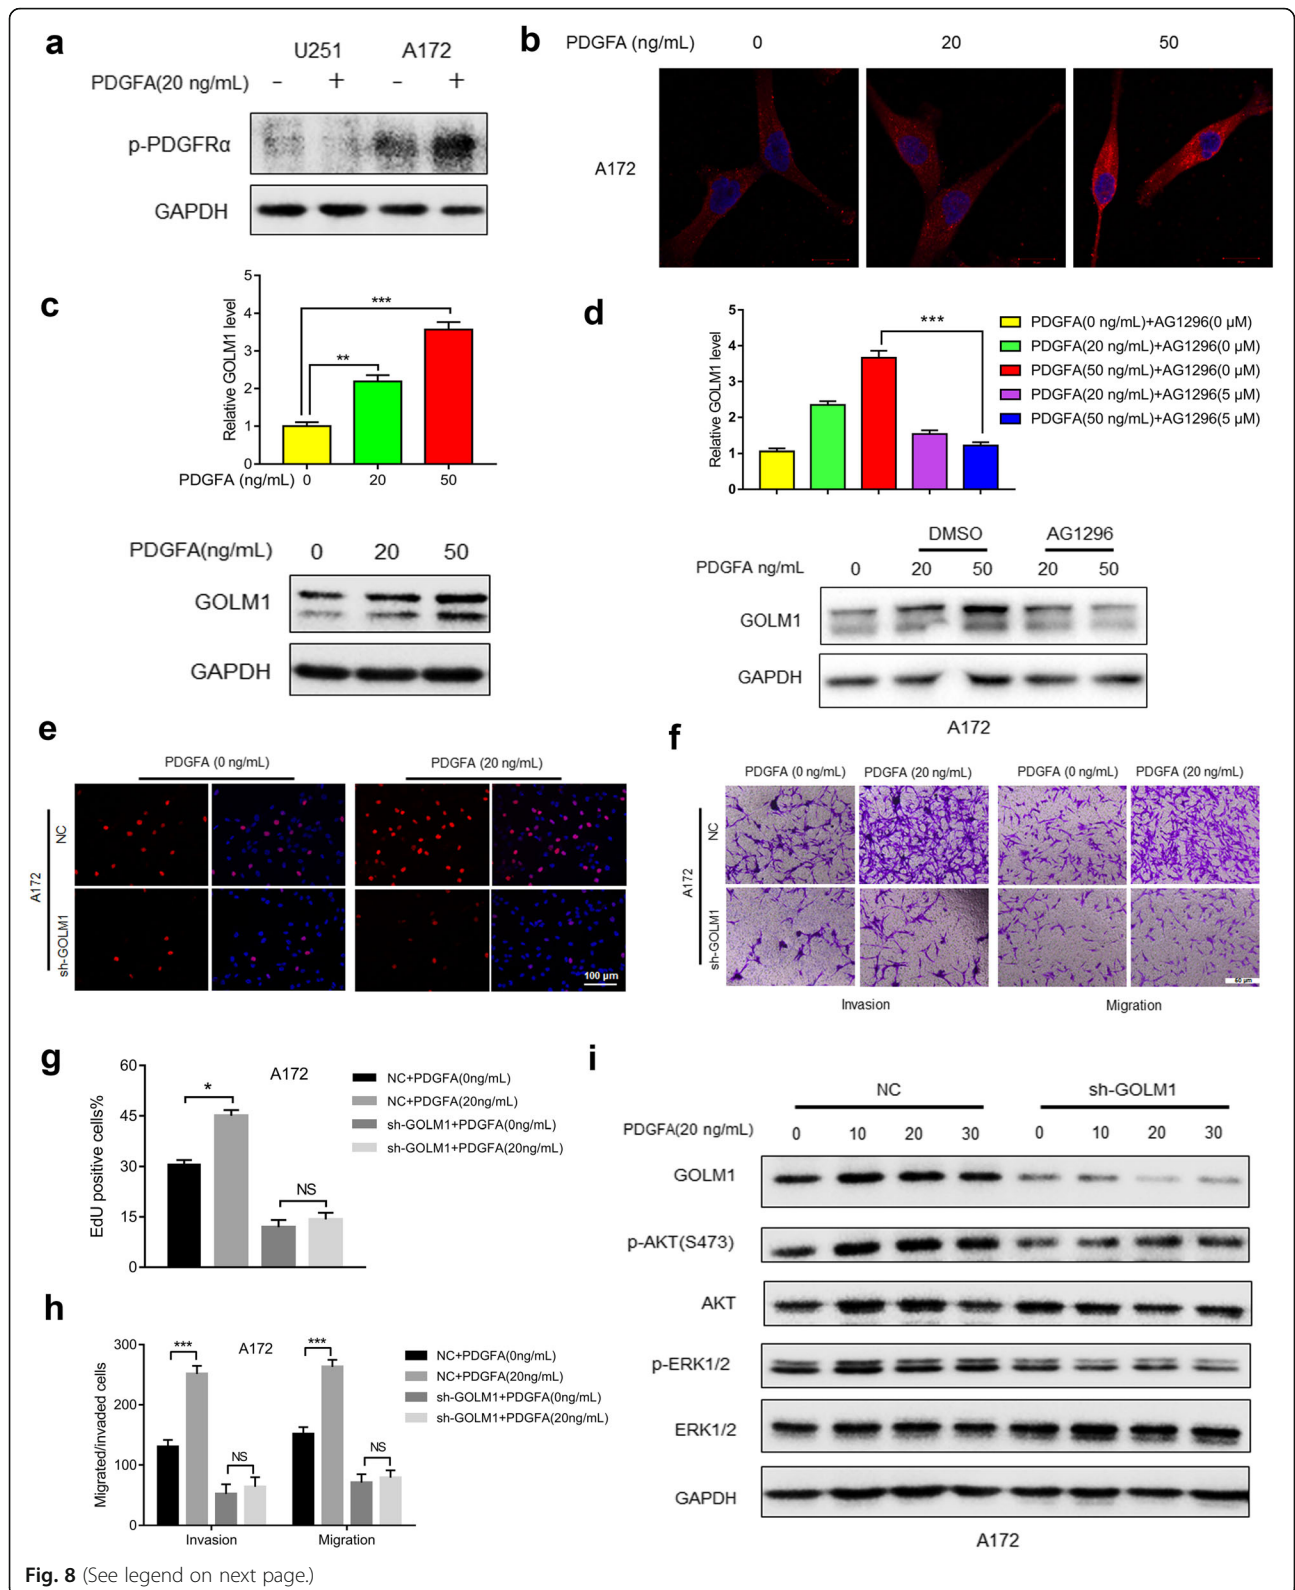 a
U251 A172
PDGFA(20 ng/mL) − + − +
p-PDGFRα
GAPDH
b
PDGFA (ng/mL) 0 20 50
A172
c
Relative GOLM1 level
5
4
3
2
1
0
***
**
PDGFA (ng/mL) 0 20 50
PDGFA(ng/mL) 0 20 50
GOLM1
GAPDH
d
Relative GOLM1 level
5
4
3
2
1
0
***
PDGFA(0 ng/mL)+AG1296(0 µM)
PDGFA(20 ng/mL)+AG1296(0 µM)
PDGFA(50 ng/mL)+AG1296(0 µM)
PDGFA(20 ng/mL)+AG1296(5 µM)
PDGFA(50 ng/mL)+AG1296(5 µM)
DMSO AG1296
PDGFA ng/mL 0 20 50 20 50
GOLM1
GAPDH
A172
e
PDGFA (0 ng/mL) PDGFA (20 ng/mL)
A172
NC
sh-GOLM1
100 µm
f
PDGFA (0 ng/mL) PDGFA (20 ng/mL) PDGFA (0 ng/mL) PDGFA (20 ng/mL)
A172
NC
sh-GOLM1
Invasion Migration
g
A172
EdU positive cells%
60
45
30
15
0
*
NS
NC+PDGFA(0ng/mL)
NC+PDGFA(20ng/mL)
sh-GOLM1+PDGFA(0ng/mL)
sh-GOLM1+PDGFA(20ng/mL)
h
A172
Migrated/invaded cells
300
200
100
0
***
***
NS
NS
Invasion Migration
NC+PDGFA(0ng/mL)
NC+PDGFA(20ng/mL)
sh-GOLM1+PDGFA(0ng/mL)
sh-GOLM1+PDGFA(20ng/mL)
i
NC sh-GOLM1
PDGFA(20 ng/mL) 0 10 20 30 0 10 20 30
GOLM1
p-AKT(S473)
AKT
p-ERK1/2
ERK1/2
GAPDH
A172
Fig. 8 (See legend on next page.)